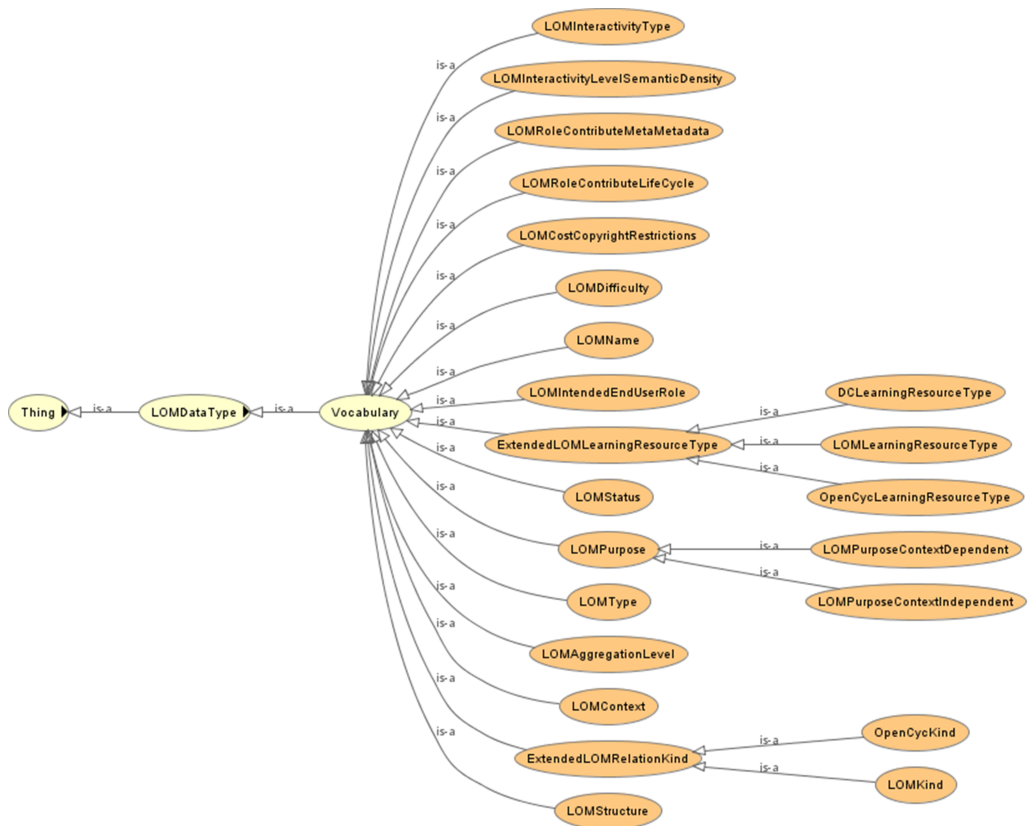 LOMInteractivityType
is-a
LOMInteractivityLevelSemanticDensity
is-a
LOMRoleContributeMetaMetadata
is-a
LOMRoleContributeLifeCycle
is-a
LOMCostCopyrightRestrictions
is-a
LOMDifficulty
is-a
LOMName
is-a
LOMIntendedEndUserRole
is-a
DCLearningResourceType
is-a
Thing
is-a
LOMDataType
is-a
Vocabulary
ExtendedLOMLearningResourceType
is-a
is-a
LOMLearningResourceType
is-a
OpenCycLearningResourceType
LOMStatus
is-a
LOMPurpose
is-a
is-a
LOMPurposeContextDependent
is-a
LOMPurposeContextIndependent
LOMType
is-a
LOMAggregationLevel
is-a
LOMContext
is-a
ExtendedLOMRelationKind
is-a
OpenCycKind
is-a
is-a
LOMKind
LOMStructure
is-a